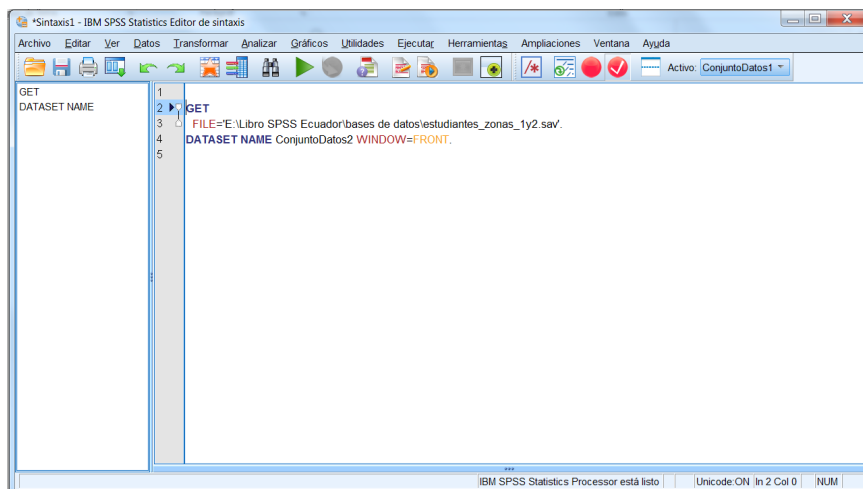 *Sintaxis1 - IBM SPSS Statistics Editor de sintaxis
Archivo Editar Ver Datos Transformar Analizar Gráficos Utilidades Ejecutar Herramientas Ampliaciones Ventana Ayuda
Activo: ConjuntoDatos1
GET
DATASET NAME
1
2 GET
3 FILE='E:\Libro SPSS Ecuador\bases de datos\estudiantes_zonas_1y2.sav'.
4 DATASET NAME ConjuntoDatos2 WINDOW=FRONT.
5
IBM SPSS Statistics Processor está listo Unicode:ON In 2 Col 0 NUM